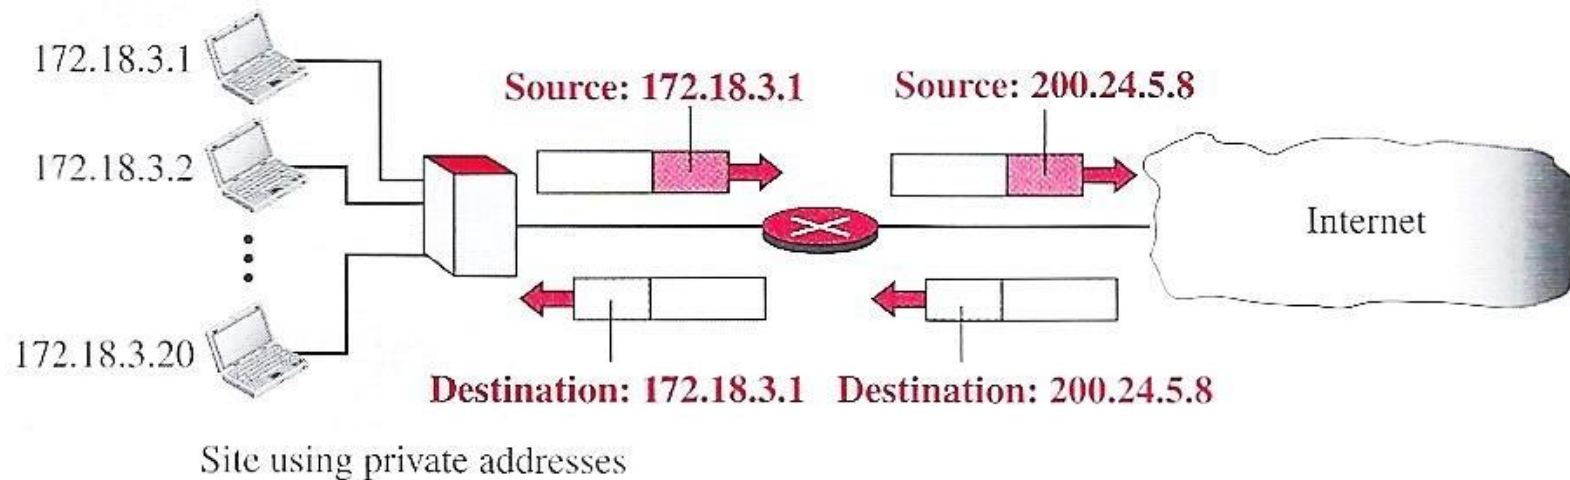 172.18.3.1
Source: 172.18.3.1
Source: 200.24.5.8
172.18.3.2
Internet
172.18.3.20
Destination: 172.18.3.1
Destination: 200.24.5.8
Site using private addresses